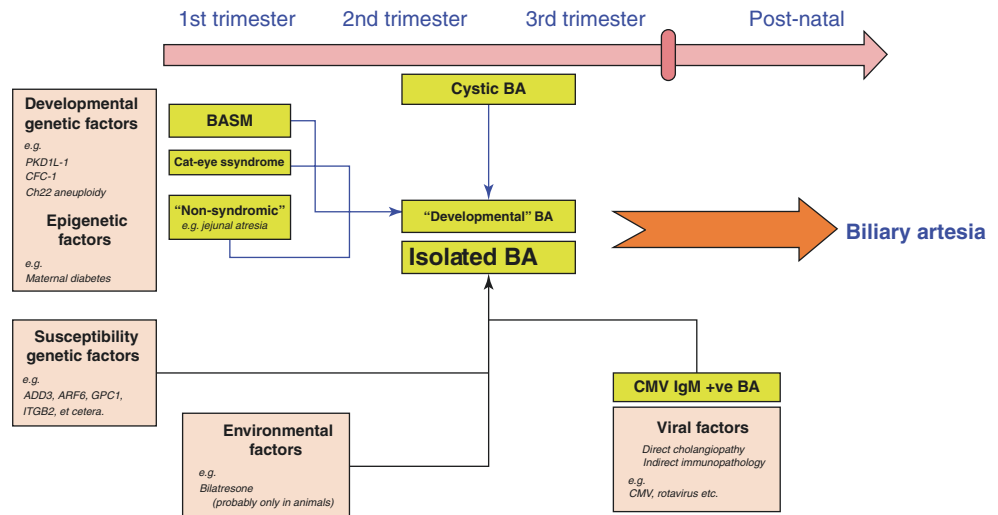 1st trimester
2nd trimester
3rd trimester
Post-natal
Developmental
genetic factors
e.g.
PKD1L-1
CFC-1
Ch22 aneuploidy
Epigenetic
factors
e.g.
Maternal diabetes
BASM
Cat-eye ssyndrome
“Non-syndromic”
e.g. jejunal atresia
Cystic BA
“Developmental” BA
Isolated BA
Biliary artesia
Susceptibility
genetic factors
e.g.
ADD3, ARF6, GPC1,
ITGB2, et cetera.
Environmental
factors
e.g.
Bilatresone
(probably only in animals)
CMV IgM +ve BA
Viral factors
Direct cholangiopathy
Indirect immunopathology
e.g.
CMV, rotavirus etc.